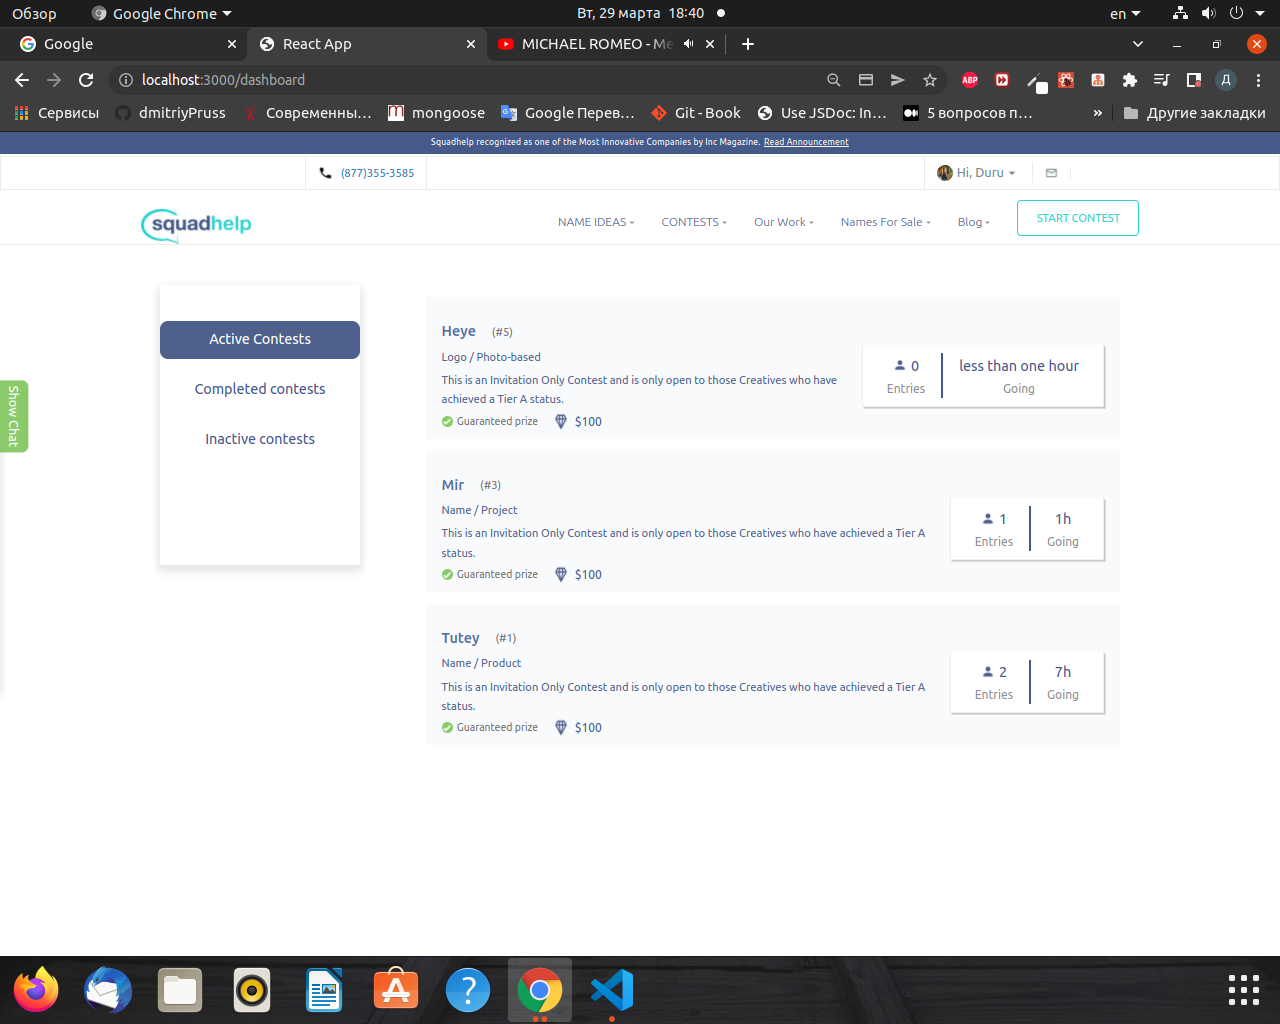 Обзор
Google Chrome
Вт, 29 марта 18:40
en
Google
React App
MICHAEL ROMEO - Me
localhost:3000/dashboard
ABP
Д
Сервисы
dmitriyPruss
Современны...
mongoose
Google Перев...
Git - Book
Use JSDoc: In...
5 вопросов п...
»
Другие закладки
Squadhelp recognized as one of the Most Innovative Companies by Inc Magazine. Read Announcement
(877)355-3585
Hi, Duru
squadhelp
NAME IDEAS
CONTESTS
Our Work
Names For Sale
Blog
START CONTEST
Active Contests
Completed contests
Inactive contests
Show Chat
Heye (#5)
Logo / Photo-based
This is an Invitation Only Contest and is only open to those Creatives who have
achieved a Tier A status.
Guaranteed prize $100
0
Entries
less than one hour
Going
Mir (#3)
Name / Project
This is an Invitation Only Contest and is only open to those Creatives who have achieved a Tier A
status.
Guaranteed prize $100
1
Entries
1h
Going
Tutey (#1)
Name / Product
This is an Invitation Only Contest and is only open to those Creatives who have achieved a Tier A
status.
Guaranteed prize $100
2
Entries
7h
Going